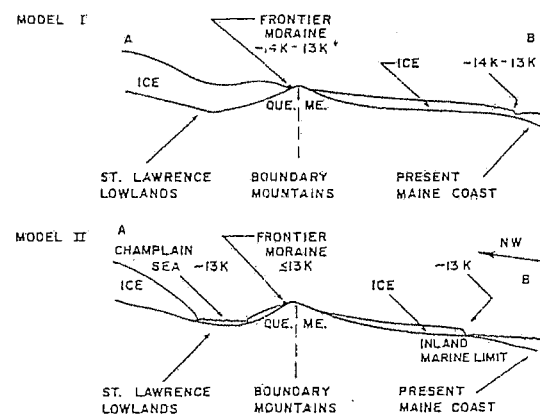 MODEL I
FRONTIER
MORAINE
~14K-13K
A
B
ICE
~14K-13K
ICE
QUE. ME.
ST. LAWRENCE
LOWLANDS
BOUNDARY
MOUNTAINS
PRESENT
MAINE COAST
MODEL II
A
CHAMPLAIN
SEA ~13K
FRONTIER
MORAINE
≤13K
NW
~13K
B
ICE
ICE
QUE. ME.
INLAND
MARINE LIMIT
ST. LAWRENCE
LOWLANDS
BOUNDARY
MOUNTAINS
PRESENT
MAINE COAST